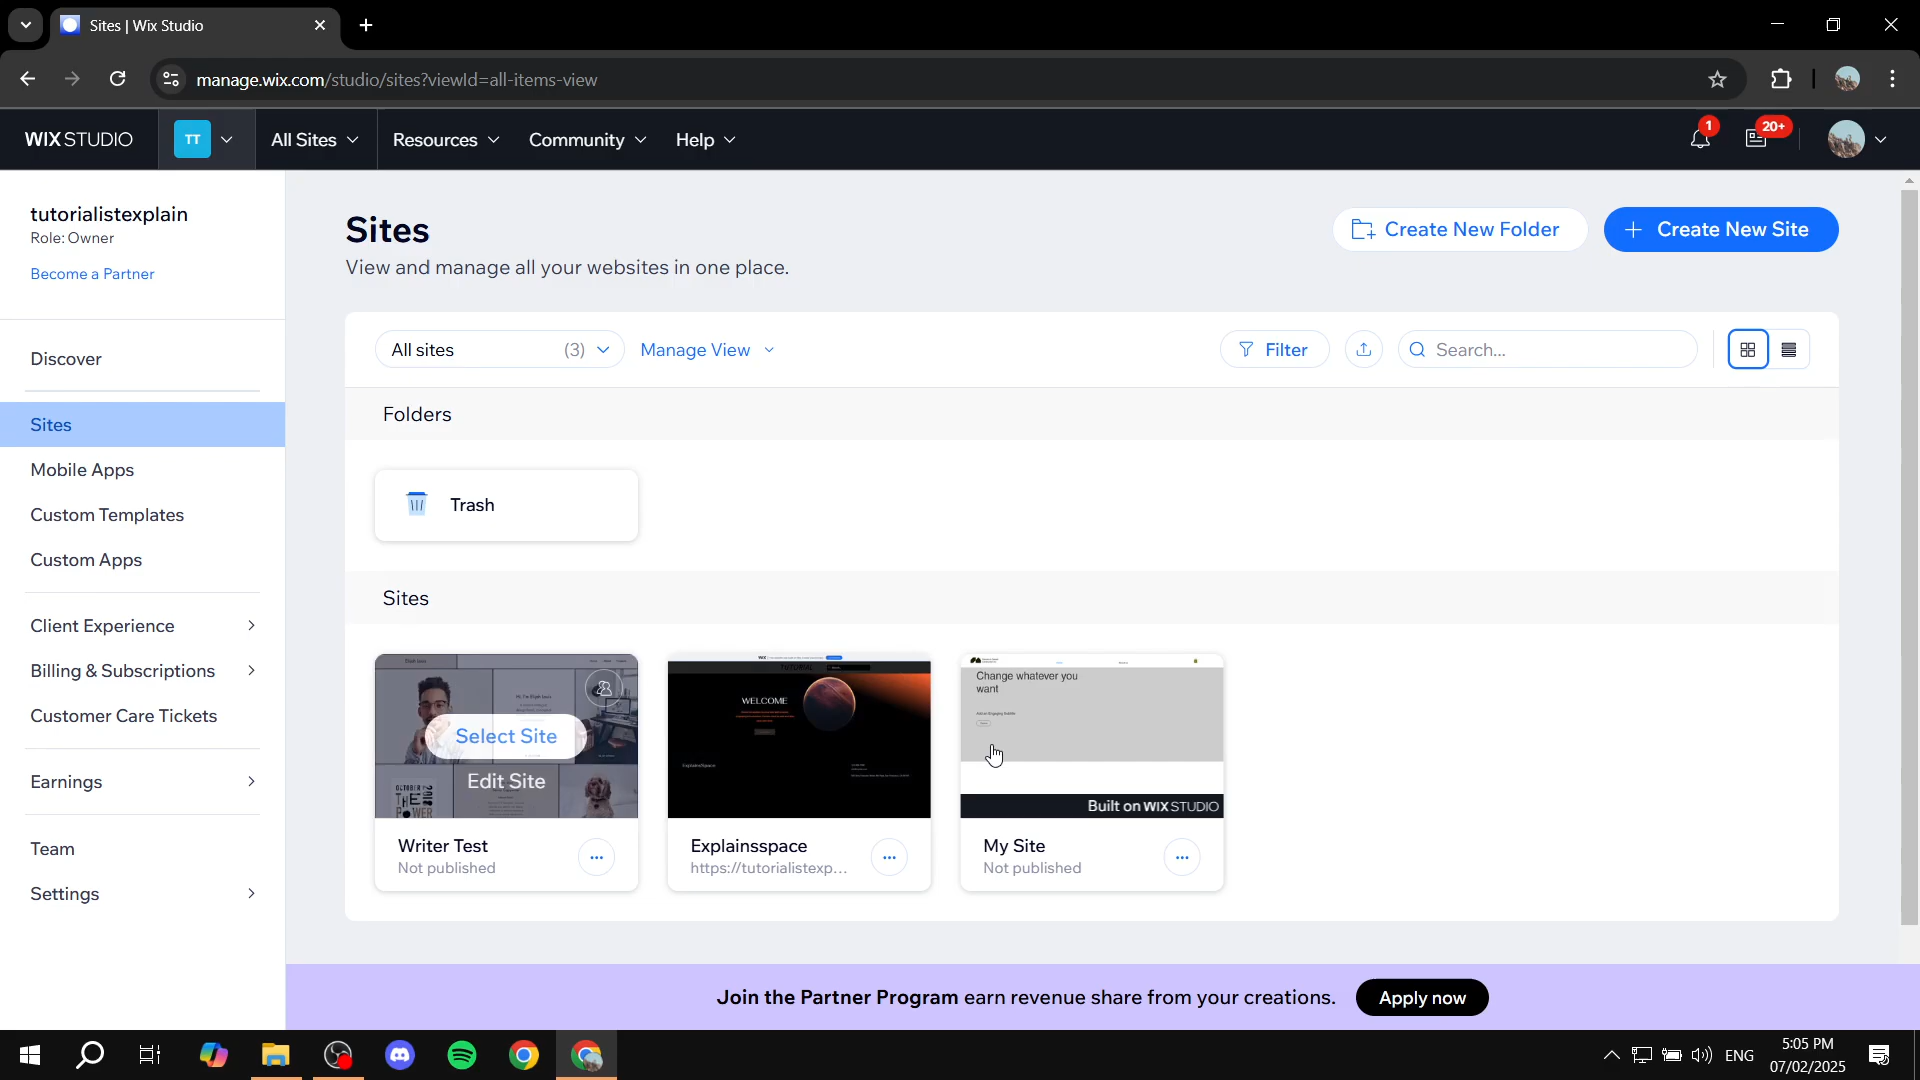 Sites | Wix Studio
manage.wix.com/studio/sites?viewId=all-items-view
WIX STUDIO
TT
All Sites
Resources
Community
Help
1
20+
tutorialistexplain
Role: Owner
Become a Partner
Discover
Sites
Mobile Apps
Custom Templates
Custom Apps
Client Experience
Billing & Subscriptions
Customer Care Tickets
Earnings
Team
Settings
Sites
View and manage all your websites in one place.
Create New Folder
Create New Site
All sites (3)
Manage View
Filter
Search...
Folders
Trash
Sites
Select Site
Edit Site
Writer Test
Not published
WIX
TUTORIAL
WELCOME
Explainsspace
https://tutorialistexp...
Change whatever you
want
Built on WIX STUDIO
My Site
Not published
Join the Partner Program earn revenue share from your creations.
Apply now
ENG
5:05 PM
07/02/2025